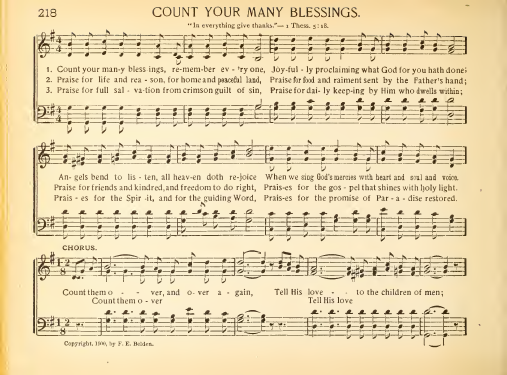 218
COUNT YOUR MANY BLESSINGS.
"In everything give thanks."—1 Thess. 5:18.
1. Count your man-y bless ings, re-mem-ber ev-'ry one, Joy-ful-ly proclaiming what God for you hath done;
2. Praise for life and rea-son, for home and peaceful land, Praise for food and raiment sent by the Father's hand;
3. Praise for full sal-va-tion from crimson guilt of sin, Praise for dai-ly keep-ing by Him who dwells within;
An-gels bend to lis-ten, all heav-en doth re-joice When we sing God's mercies with heart and soul and voice.
Praise for friends and kindred, and freedom to do right, Prais-es for the gos-pel that shines with holy light.
Prais-es for the Spir-it, and for the guiding Word, Prais-es for the promise of Par-a-dise restored.
CHORUS.
Count them o - - ver, and o-ver a-gain, Tell His love - - to the children of men;
Count them o-ver Tell His love
Copyright, 1900, by F. E. Belden.